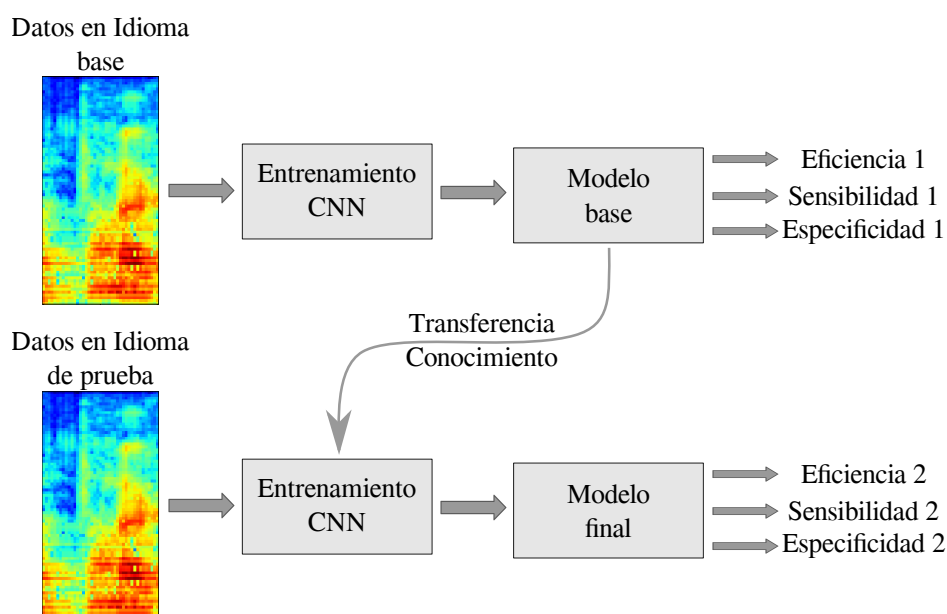 Datos en Idioma
base
Entrenamiento
CNN
Modelo
base
Eficiencia 1
Sensibilidad 1
Especificidad 1
Transferencia
Conocimiento
Datos en Idioma
de prueba
Entrenamiento
CNN
Modelo
final
Eficiencia 2
Sensibilidad 2
Especificidad 2